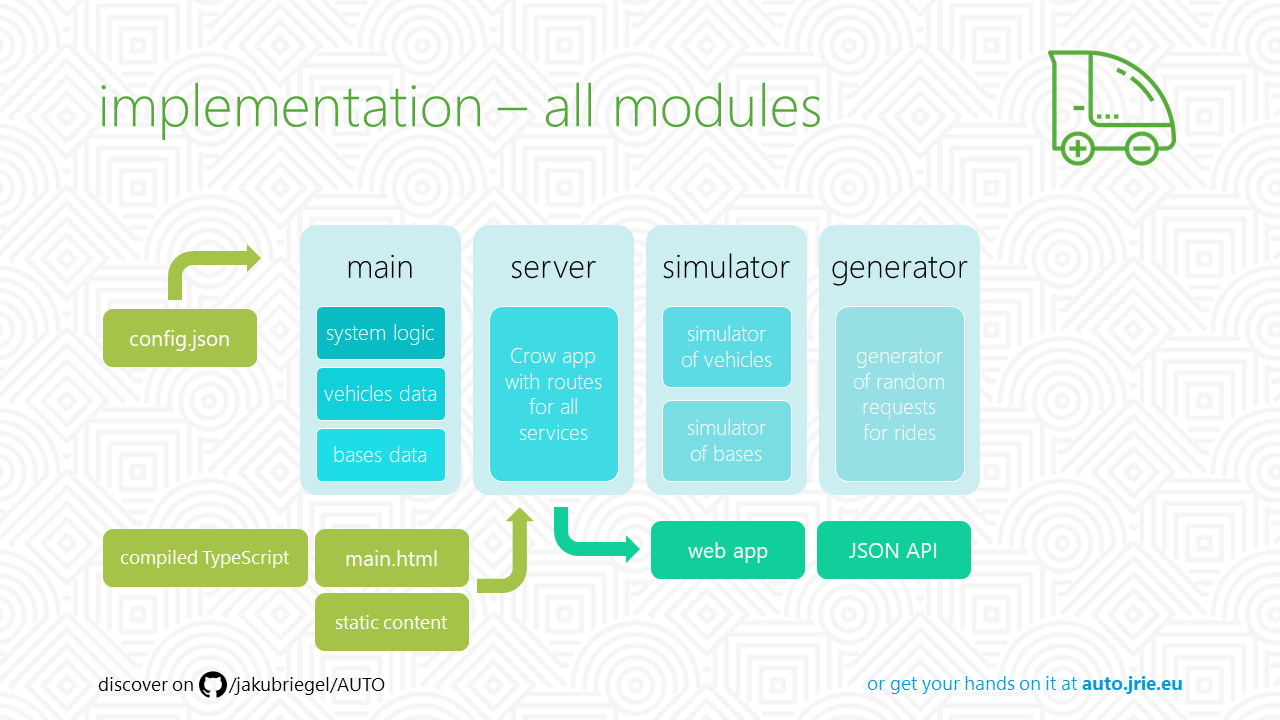 implementation – all modules
config.json
main
system logic
vehicles data
bases data
server
Crow app
with routes
for all
services
simulator
simulator
of vehicles
simulator
of bases
generator
generator
of random
requests
for rides
compiled TypeScript
main.html
static content
web app
JSON API
discover on /jakubriegel/AUTO
or get your hands on it at auto.jrie.eu